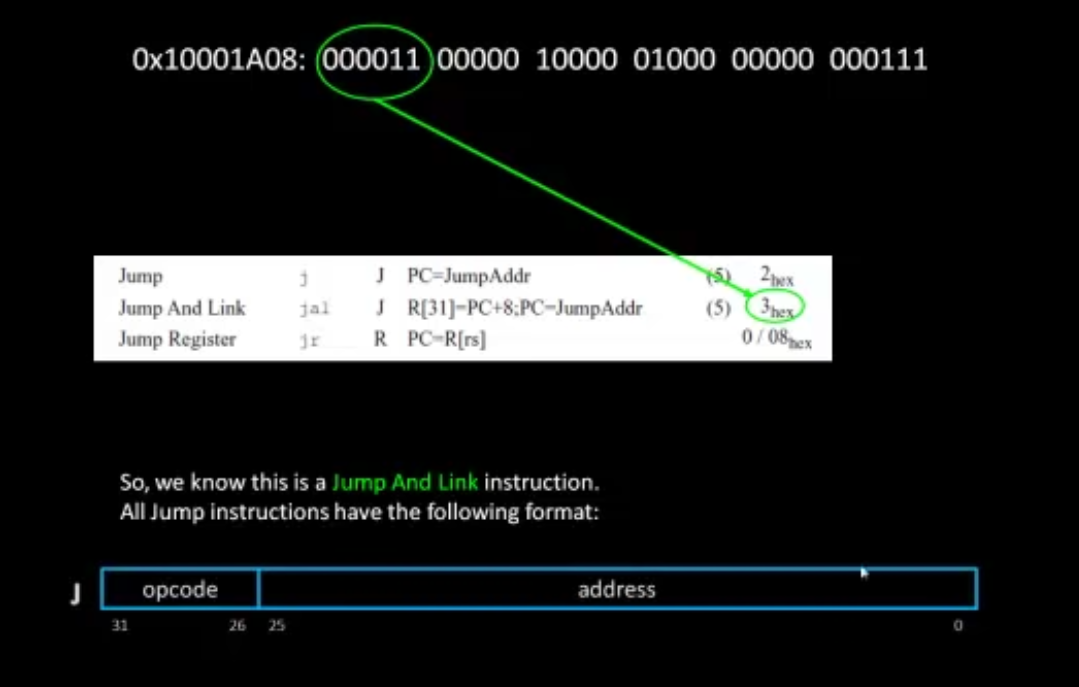 0x10001A08: 000011 00000 10000 01000 00000 000111
Jump j J PC=JumpAddr (5) 2hex
Jump And Link jal J R[31]=PC+8;PC=JumpAddr (5) 3hex
Jump Register jr R PC=R[rs] 0 / 08hex
So, we know this is a Jump And Link instruction.
All Jump instructions have the following format:
J opcode address
31 26 25 0